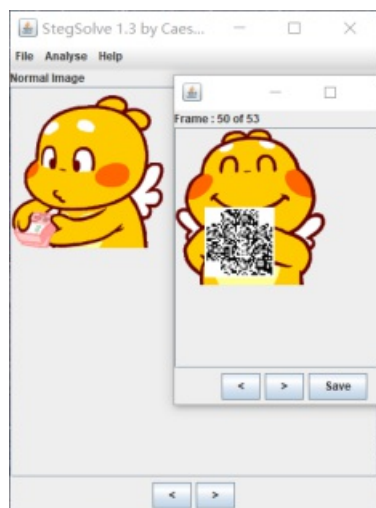 StegSolve 1.3 by Caes...
File Analyse Help
Normal Image
Frame : 50 of 53
< > Save
< >